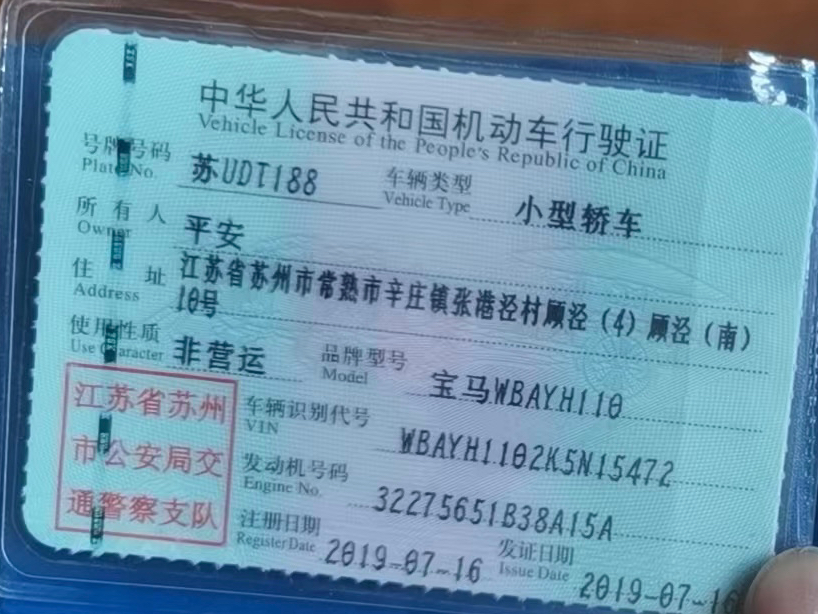 中华人民共和国机动车行驶证
Vehicle License of the People's Republic of China
号牌号码 苏UDT188 车辆类型 小型轿车
Plate No. Vehicle Type
所有人 平安
Owner
住址 江苏省苏州市常熟市辛庄镇张港泾村顾泾（4）顾泾（南）
Address 10号
使用性质 非营运 品牌型号 宝马WBAYH110
Use Character Model
江苏省苏州
市公安局交
通警察支队
车辆识别代号 WBAYH1102K5N15472
VIN
发动机号码 32275651B38A15A
Engine No.
注册日期 2019-07-16 发证日期 2019-07-16
Register Date Issue Date